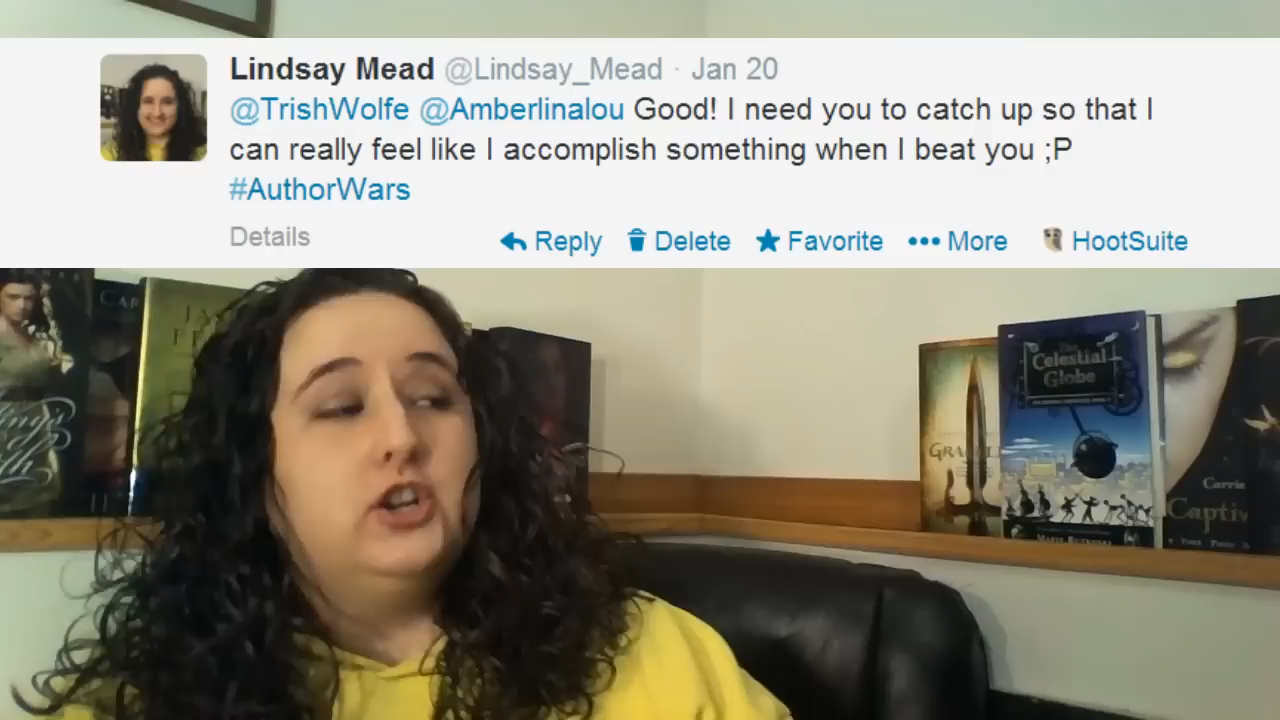 Lindsay Mead @Lindsay_Mead · Jan 20
@TrishWolfe @Amberlinalou Good! I need you to catch up so that I
can really feel like I accomplish something when I beat you ;P
#AuthorWars
Details
Reply Delete Favorite More HootSuite
The
Celestial
Globe
Carrie
Captiv